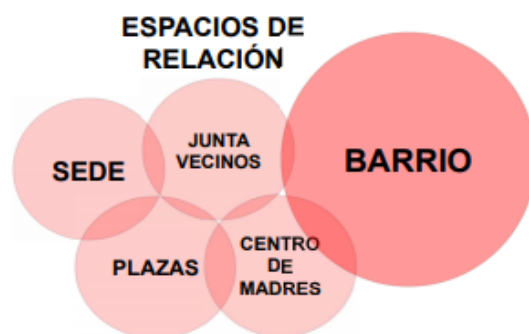 ESPACIOS DE
RELACIÓN
JUNTA
VECINOS
SEDE
BARRIO
PLAZAS
CENTRO
DE
MADRES